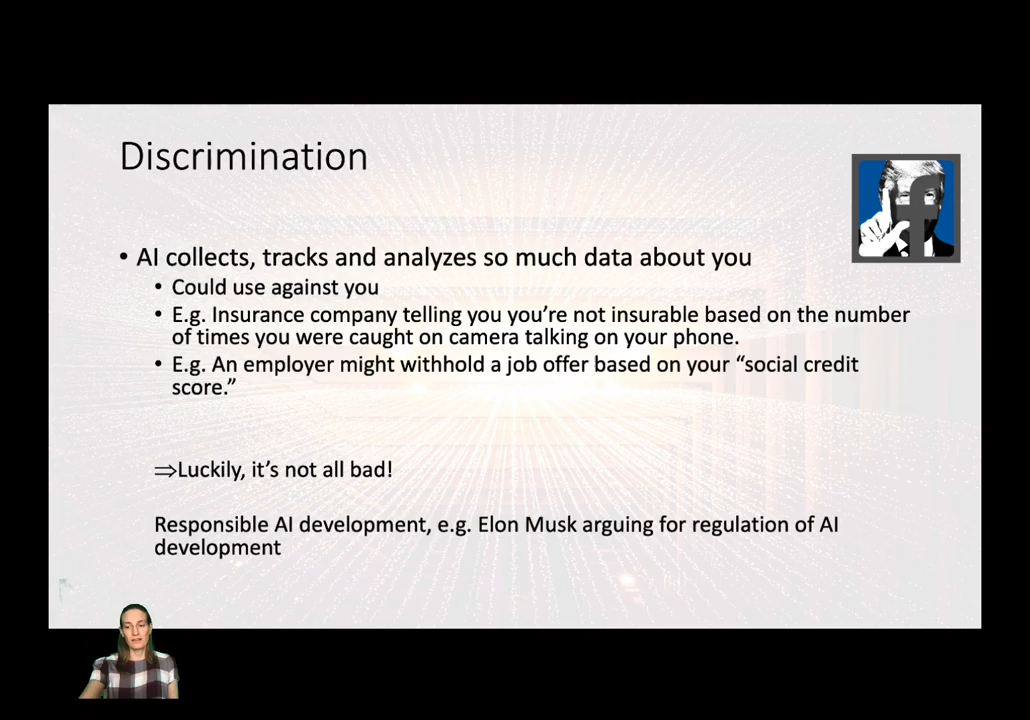 Discrimination
f
• AI collects, tracks and analyzes so much data about you
• Could use against you
• E.g. Insurance company telling you you’re not insurable based on the number
of times you were caught on camera talking on your phone.
• E.g. An employer might withhold a job offer based on your “social credit
score.”
⇒Luckily, it’s not all bad!
Responsible AI development, e.g. Elon Musk arguing for regulation of AI
development